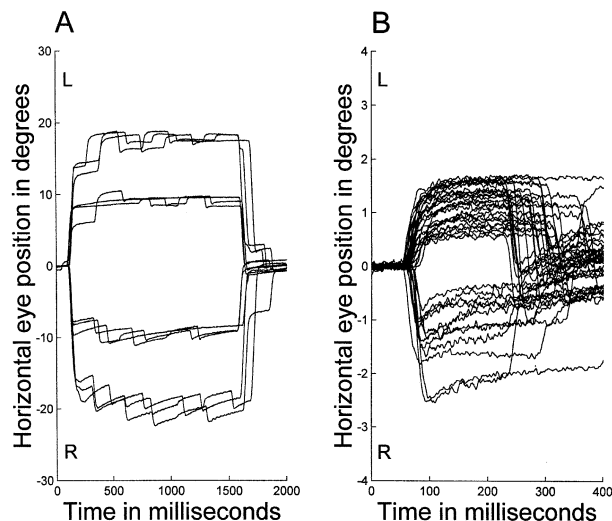 A
Horizontal eye position in degrees
30
20
10
0
-10
-20
-30
L
R
0
500
1000
1500
2000
Time in milliseconds
B
Horizontal eye position in degrees
4
3
2
1
0
-1
-2
-3
-4
L
R
0
100
200
300
400
Time in milliseconds